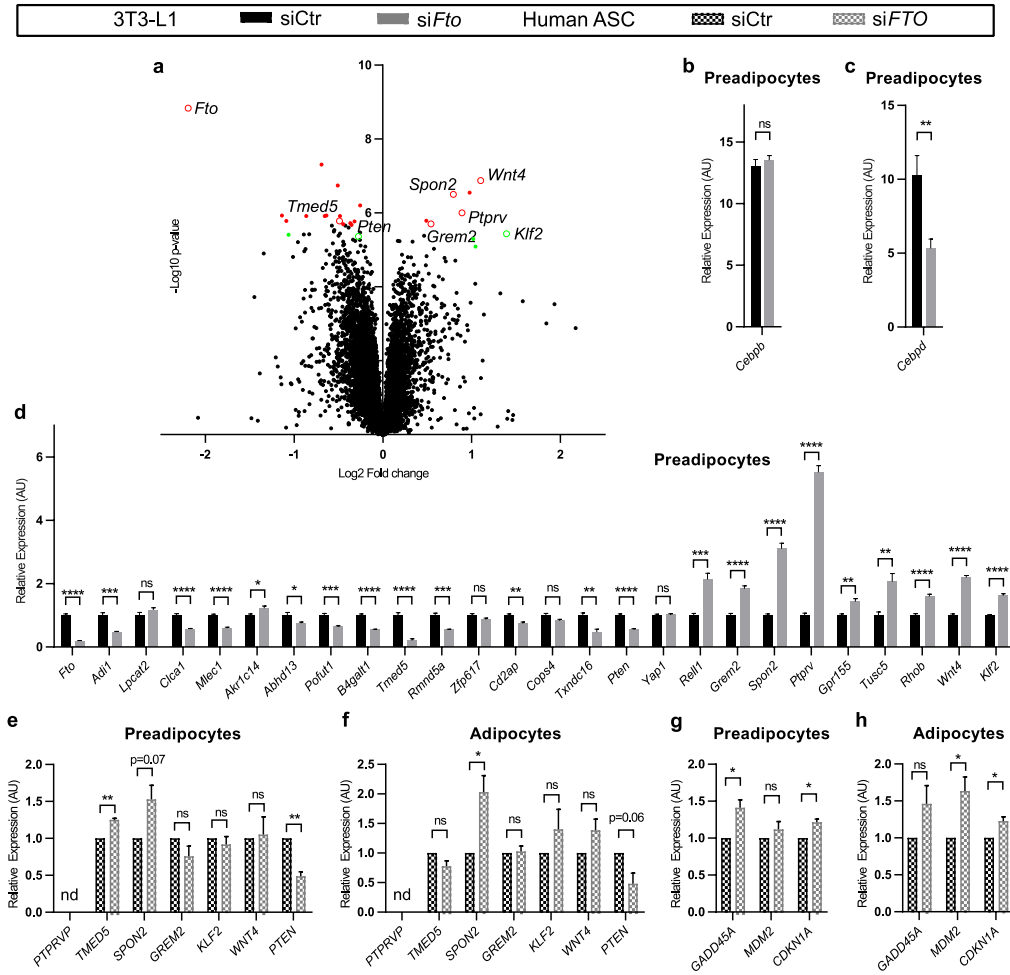 3T3-L1 siCtr siFto Human ASC siCtr siFTO
a
10
8
6
-Log10 p-value
Fto
Tmed5
Pten
Spon2
Wnt4
Ptprv
Grem2
Klf2
-2 -1 0 1 2
Log2 Fold change
b
Preadipocytes
Relative Expression (AU)
15
10
5
0
ns
Cebpb
c
Preadipocytes
Relative Expression (AU)
15
10
5
0
**
Cebpd
d
Preadipocytes
Relative Expression (AU)
6
4
2
0
**** *** ns **** **** * * *** **** **** *** ns ** ns ** **** ns *** **** **** **** ** ** **** **** ****
Fto Adi1 Lpcat2 Clca1 Mlec1 Akr1c14 Abhd13 Pofut1 B4galt1 Tmed5 Rmnd5a Zfp617 Cd2ap Cops4 Txndc16 Pten Yap1 Rell1 Grem2 Spon2 Ptprv Gpr155 Tusc5 Rhob Wnt4 Klf2
e
Preadipocytes
Relative Expression (AU)
2.0
1.5
1.0
0.5
0.0
nd ** p=0.07 ns ns ns **
PTPRVP TMED5 SPON2 GREM2 KLF2 WNT4 PTEN
f
Adipocytes
Relative Expression (AU)
2.5
2.0
1.5
1.0
0.5
0.0
nd ns * ns ns ns p=0.06
PTPRVP TMED5 SPON2 GREM2 KLF2 WNT4 PTEN
g
Preadipocytes
Relative Expression (AU)
2.0
1.5
1.0
0.5
0.0
* ns *
GADD45A MDM2 CDKN1A
h
Adipocytes
Relative Expression (AU)
2.0
1.5
1.0
0.5
0.0
ns * *
GADD45A MDM2 CDKN1A